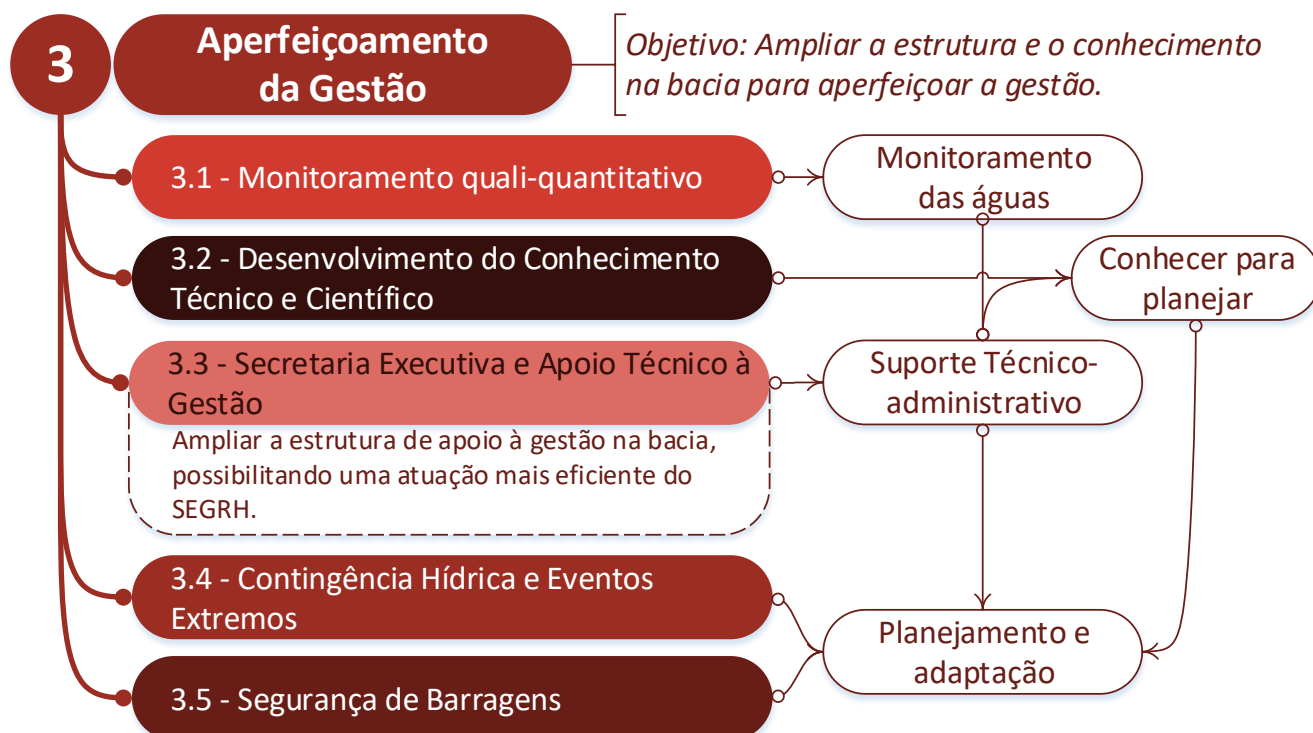 3
Aperfeiçoamento
da Gestão
Objetivo: Ampliar a estrutura e o conhecimento
na bacia para aperfeiçoar a gestão.
3.1 - Monitoramento quali-quantitativo
Monitoramento
das águas
3.2 - Desenvolvimento do Conhecimento
Técnico e Científico
Conhecer para
planejar
3.3 - Secretaria Executiva e Apoio Técnico à
Gestão
Suporte Técnico-
administrativo
Ampliar a estrutura de apoio à gestão na bacia,
possibilitando uma atuação mais eficiente do
SEGRH.
3.4 - Contingência Hídrica e Eventos
Extremos
Planejamento e
adaptação
3.5 - Segurança de Barragens